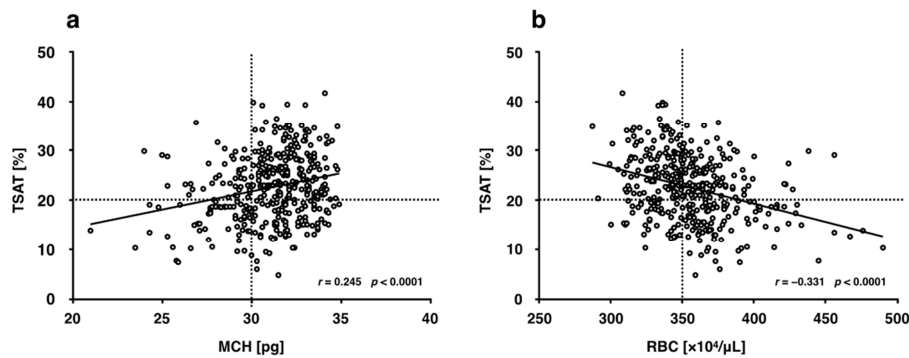 a
50
40
30
20
10
0
TSAT [%]
20 25 30 35 40
MCH [pg]
r = 0.245 p < 0.0001
b
50
40
30
20
10
0
TSAT [%]
250 300 350 400 450 500
RBC [×10⁴/μL]
r = −0.331 p < 0.0001